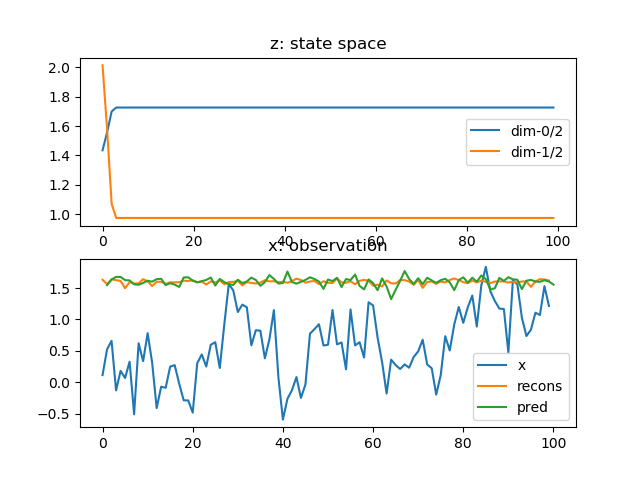 z: state space
2.0
1.8
1.6
1.4
1.2
1.0
dim-0/2
dim-1/2
0 20 40 60 80 100
x: observation
1.5
1.0
0.5
0.0
−0.5
x
recons
pred
0 20 40 60 80 100